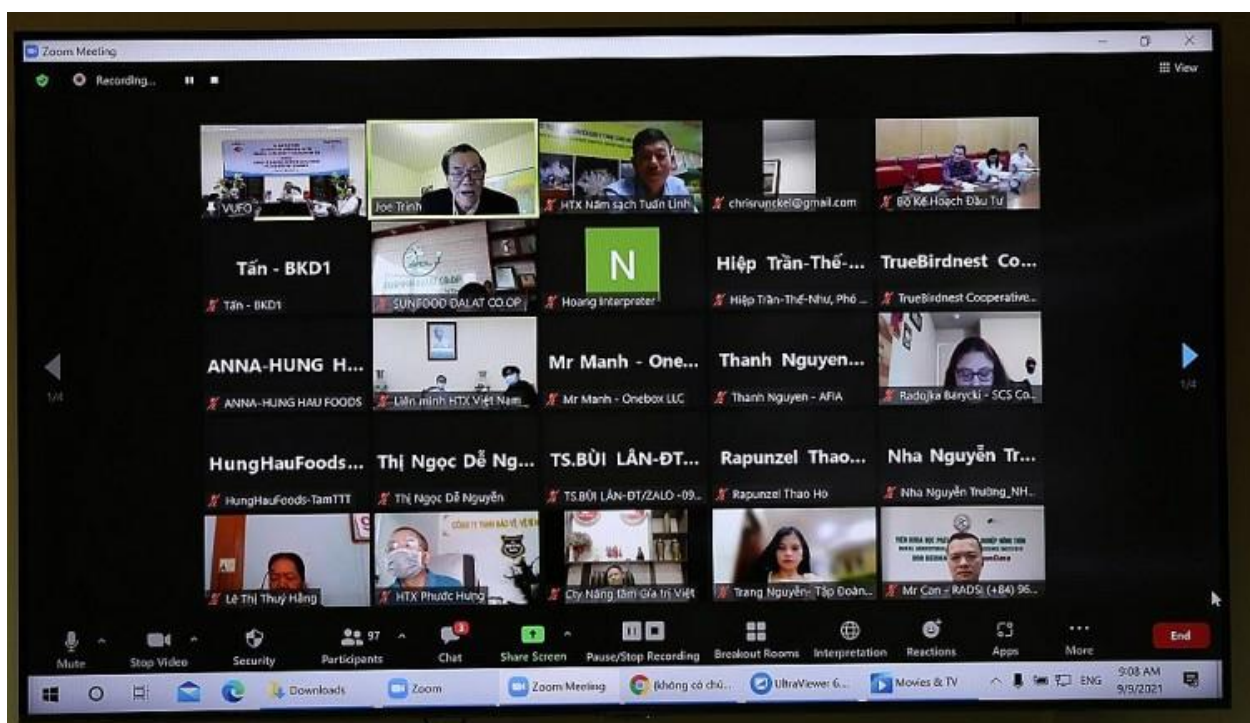 Zoom Meeting
Recording...
View
VUFO
Joe Trinh
HTX Nấm sạch Tuấn Linh
chrisrunckel@gmail.com
Bộ Kế Hoạch Đầu Tư
Tấn - BKD1
N
Hiệp Trần-Thế-...
TrueBirdnest Co...
Tấn - BKD1
SUNFOOD DALAT CO.OP
Hoang Interpreter
Hiệp Trần-Thế-Như, Phó ...
TrueBirdnest Cooperative...
ANNA-HUNG H...
Mr Manh - One...
Thanh Nguyen...
1/4
ANNA-HUNG HAU FOODS
Liên minh HTX Việt Nam
Mr Manh - Onebox LLC
Thanh Nguyen - AFIA
Radojka Barycki - SCS Co...
1/4
HungHauFoods...
Thị Ngọc Dễ Ng...
TS.BÙI LÂN-ĐT...
Rapunzel Thao...
Nha Nguyễn Tr...
HungHauFoods-TamTTT
Thị Ngọc Dễ Nguyễn
TS.BÙI LÂN-ĐT/ZALO -09...
Rapunzel Thao Ho
Nha Nguyễn Trường_NH...
Lê Thị Thuý Hằng
HTX Phước Hưng
Cty Nâng tầm Gía trị Việt
Trang Nguyễn- Tập Đoàn...
Mr Can - RADSI (+84) 96...
97
3
Mute
Stop Video
Security
Participants
Chat
Share Screen
Pause/Stop Recording
Breakout Rooms
Interpretation
Reactions
Apps
More
End
Downloads
Zoom
Zoom Meeting
(không có chủ...
UltraViewer 6...
Movies & TV
ENG
9:08 AM
9/9/2021